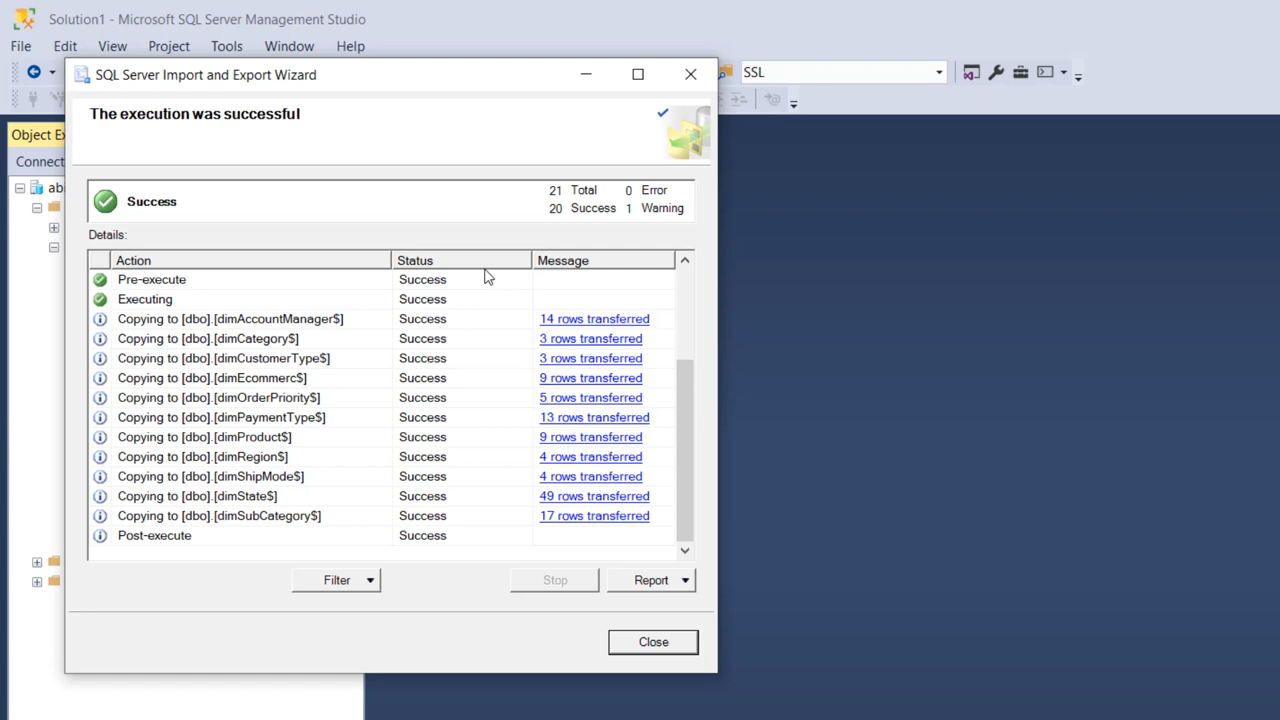 Solution1 - Microsoft SQL Server Management Studio
File Edit View Project Tools Window Help
SQL Server Import and Export Wizard
SSL
The execution was successful
Object Ex
Connect
ab
Success
21 Total 0 Error
20 Success 1 Warning
Details:
Action Status Message
Pre-execute Success
Executing Success
Copying to [dbo].[dimAccountManager$] Success 14 rows transferred
Copying to [dbo].[dimCategory$] Success 3 rows transferred
Copying to [dbo].[dimCustomerType$] Success 3 rows transferred
Copying to [dbo].[dimEcommerc$] Success 9 rows transferred
Copying to [dbo].[dimOrderPriority$] Success 5 rows transferred
Copying to [dbo].[dimPaymentType$] Success 13 rows transferred
Copying to [dbo].[dimProduct$] Success 9 rows transferred
Copying to [dbo].[dimRegion$] Success 4 rows transferred
Copying to [dbo].[dimShipMode$] Success 4 rows transferred
Copying to [dbo].[dimState$] Success 49 rows transferred
Copying to [dbo].[dimSubCategory$] Success 17 rows transferred
Post-execute Success
Filter Stop Report
Close